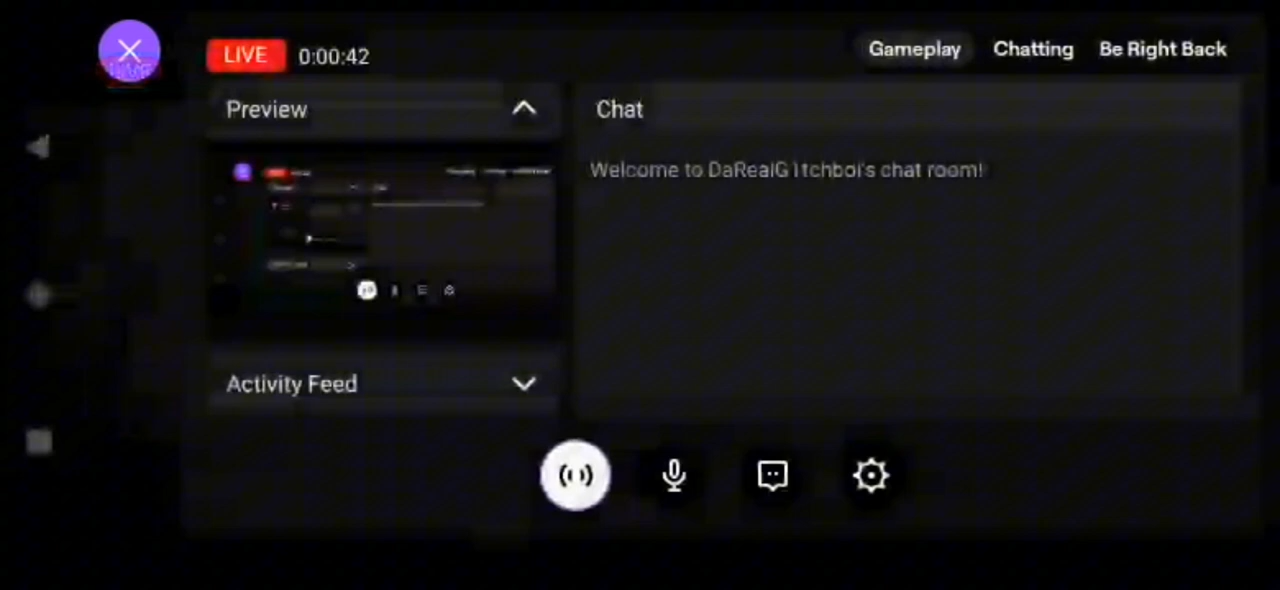 LIVE 0:00:42
Gameplay Chatting Be Right Back
Preview
Chat
Welcome to DaRealG1tchboi's chat room!
Activity Feed